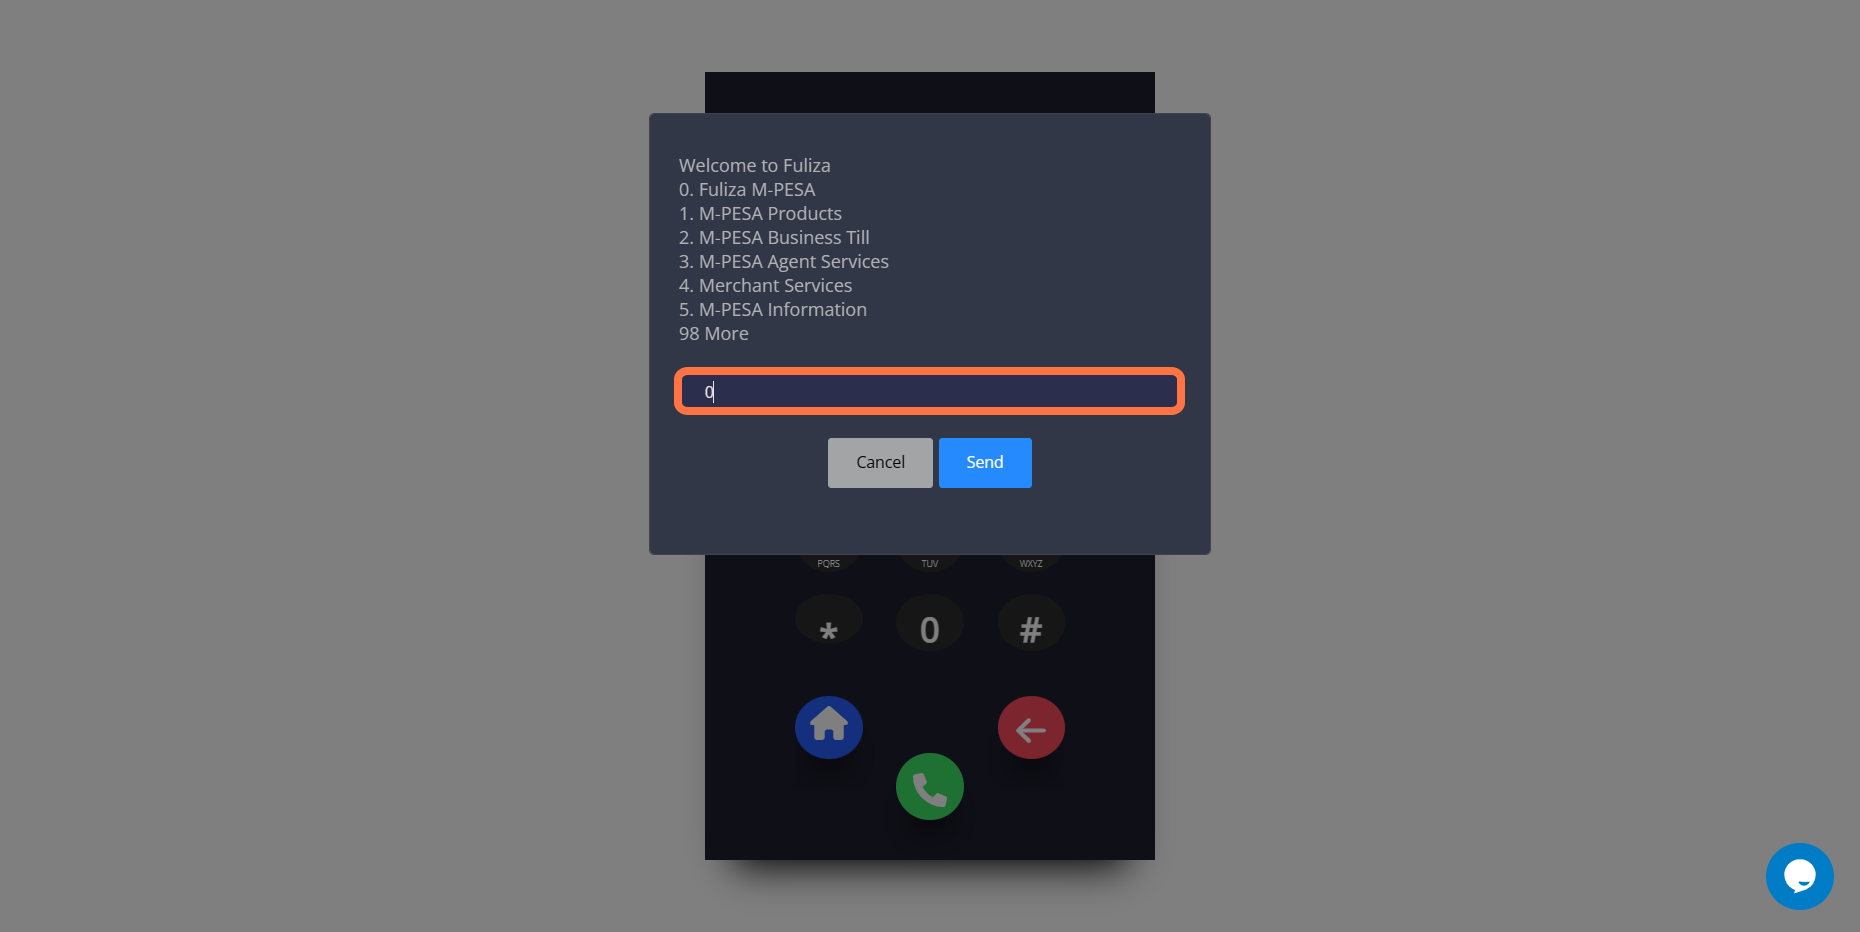 Welcome to Fuliza
0. Fuliza M-PESA
1. M-PESA Products
2. M-PESA Business Till
3. M-PESA Agent Services
4. Merchant Services
5. M-PESA Information
98 More
0
Cancel Send
PQRS TUV WXYZ
* 0 #